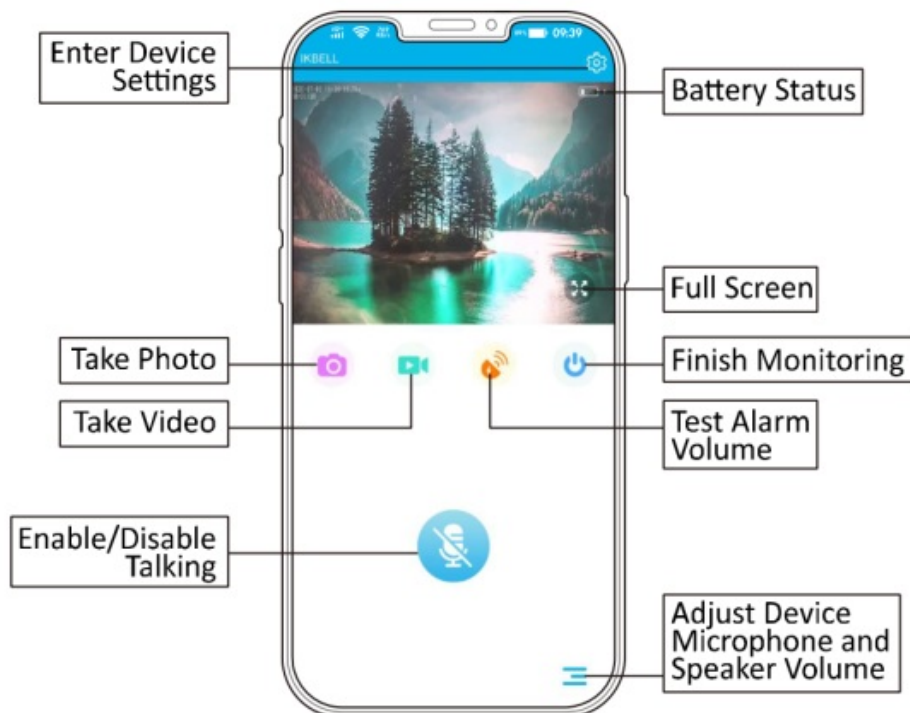 09:39
IKBELL
Enter Device
Settings
Battery Status
Full Screen
Take Photo
Finish Monitoring
Take Video
Test Alarm
Volume
Enable/Disable
Talking
Adjust Device
Microphone and
Speaker Volume